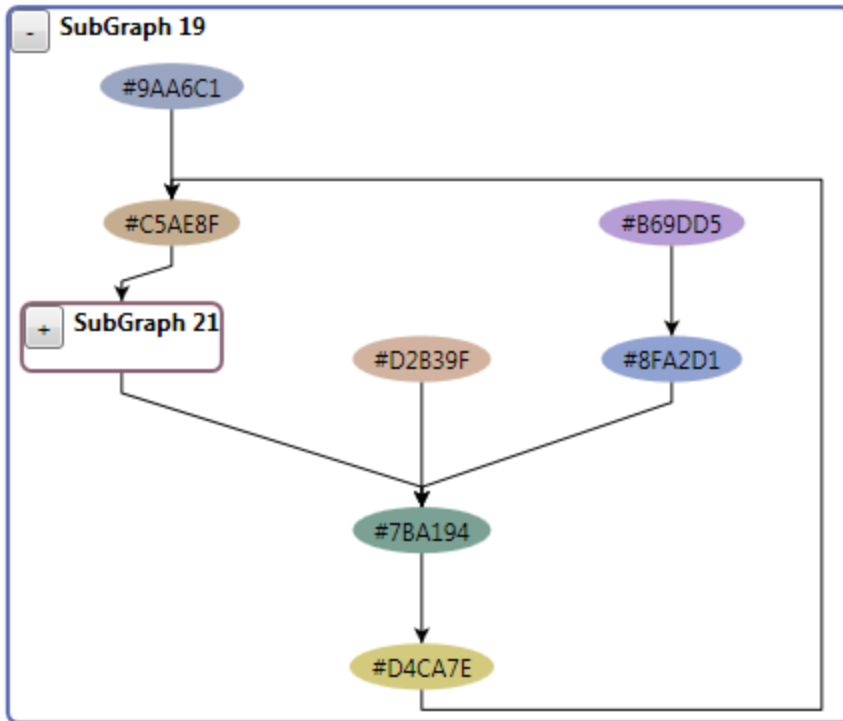 - SubGraph 19
#9AA6C1
#C5AE8F
#B69DD5
+ SubGraph 21
#D2B39F
#8FA2D1
#7BA194
#D4CA7E